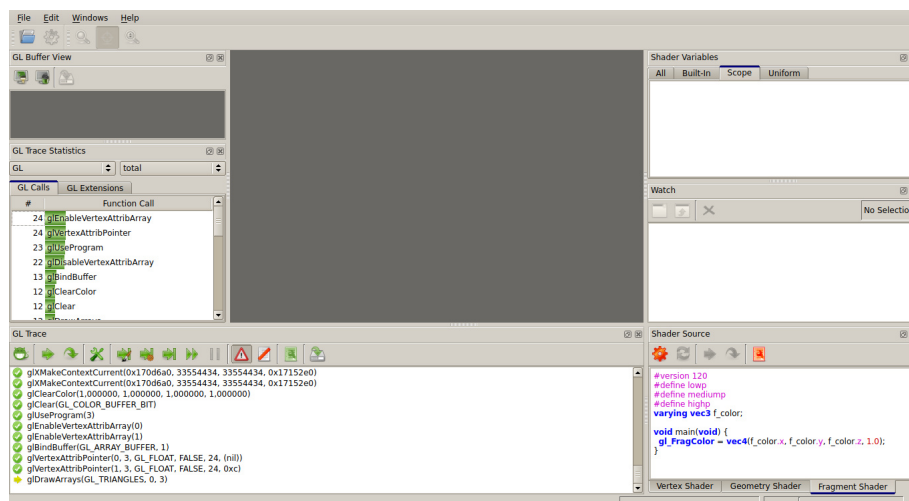 File Edit Windows Help
GL Buffer View
GL Trace Statistics
GL total
GL Calls GL Extensions
# Function Call
24 glEnableVertexAttribArray
24 glVertexAttribPointer
23 glUseProgram
22 glDisableVertexAttribArray
13 glBindBuffer
12 glClearColor
12 glClear
12 glDrawArrays
GL Trace
glXMakeContextCurrent(0x170d6a0, 33554434, 33554434, 0x17152e0)
glXMakeContextCurrent(0x170d6a0, 33554434, 33554434, 0x17152e0)
glClearColor(1,000000, 1,000000, 1,000000, 1,000000)
glClear(GL_COLOR_BUFFER_BIT)
glUseProgram(3)
glEnableVertexAttribArray(0)
glEnableVertexAttribArray(1)
glBindBuffer(GL_ARRAY_BUFFER, 1)
glVertexAttribPointer(0, 3, GL_FLOAT, FALSE, 24, (nil))
glVertexAttribPointer(1, 3, GL_FLOAT, FALSE, 24, 0xc)
glDrawArrays(GL_TRIANGLES, 0, 3)
Shader Variables
All Built-In Scope Uniform
Watch
No Selectio
Shader Source
#version 120
#define lowp
#define mediump
#define highp
varying vec3 f_color;
void main(void) {
gl_FragColor = vec4(f_color.x, f_color.y, f_color.z, 1.0);
}
Vertex Shader Geometry Shader Fragment Shader